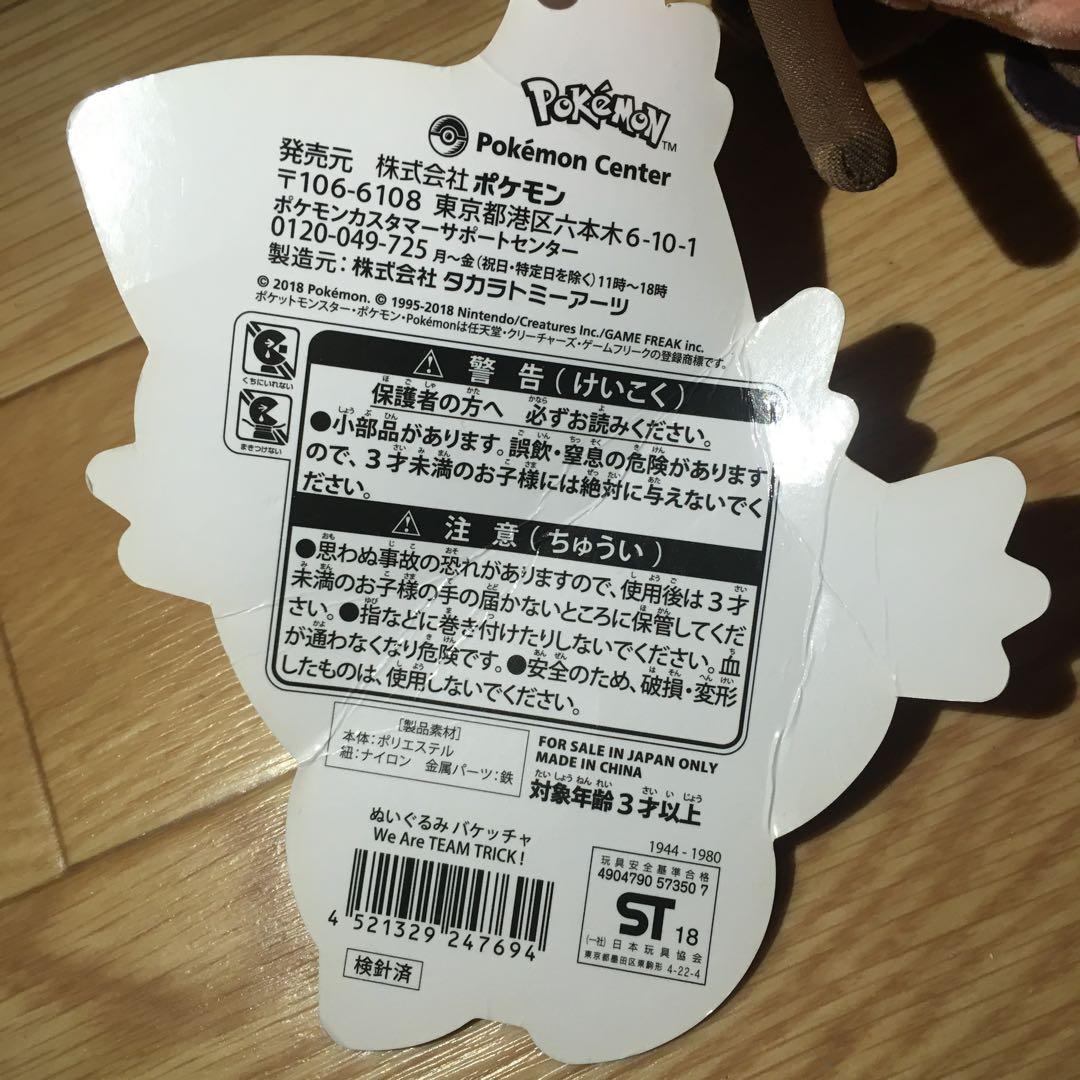 POKéMON TM
Pokémon Center
発売元 株式会社 ポケモン
〒106-6108 東京都港区六本木6-10-1
ポケモンカスタマーサポートセンター
0120-049-725 月〜金(祝日・特定日を除く)11時〜18時
製造元:株式会社 タカラトミーアーツ
© 2018 Pokémon. © 1995-2018 Nintendo/Creatures Inc./GAME FREAK inc.
ポケットモンスター・ポケモン・Pokémonは任天堂・クリーチャーズ・ゲームフリークの登録商標です。
くちにいれない
まきつけない
⚠ 警告(けいこく)
保護者の方へ 必ずお読みください。
●小部品があります。誤飲・窒息の危険があります
ので、3才未満のお子様には絶対に与えないでく
ださい。
⚠ 注意(ちゅうい)
●思わぬ事故の恐れがありますので、使用後は3才
未満のお子様の手の届かないところに保管してくだ
さい。●指などに巻き付けたりしないでください。血
が通わなくなり危険です。●安全のため、破損・変形
したものは、使用しないでください。
[製品素材]
本体:ポリエステル
紐:ナイロン 金属パーツ:鉄
FOR SALE IN JAPAN ONLY
MADE IN CHINA
対象年齢3才以上
ぬいぐるみ バケッチャ
We Are TEAM TRICK!
4 521329 247694
検針済
1944-1980
玩具安全基準合格
4904790 57350 7
ST 18
(一社)日本玩具協会
東京都墨田区東駒形 4-22-4